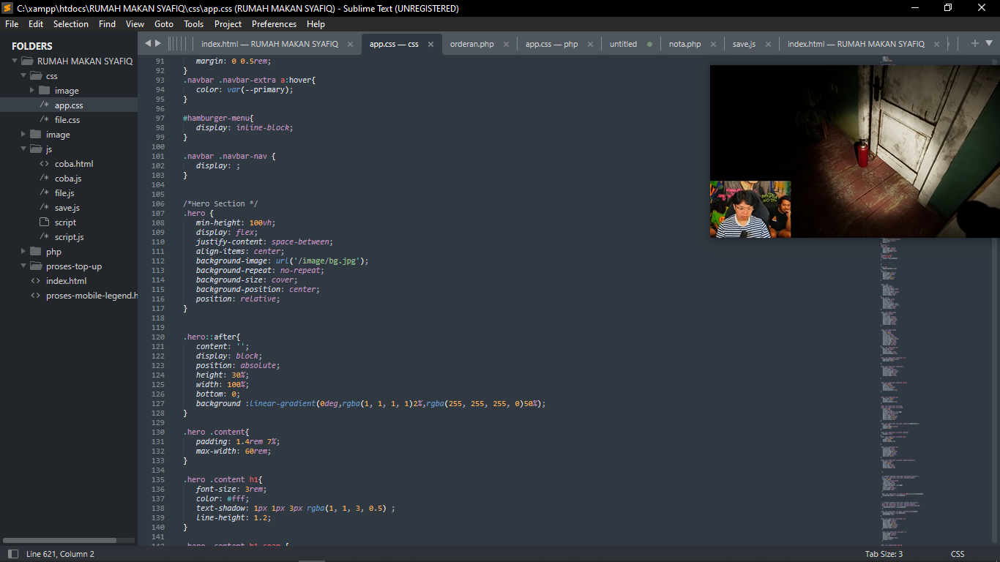 C:\xampp\htdocs\RUMAH MAKAN SYAFIQ\css\app.css (RUMAH MAKAN SYAFIQ) - Sublime Text (UNREGISTERED)
File Edit Selection Find View Goto Tools Project Preferences Help
FOLDERS
RUMAH MAKAN SYAFIQ
css
image
app.css
file.css
image
js
coba.html
coba.js
file.js
save.js
script
script.js
php
proses-top-up
index.html
proses-mobile-legend.h
index.html — RUMAH MAKAN SYAFIQ app.css — css orderan.php app.css — php untitled nota.php save.js index.html — RUMAH MAKAN SYAFIQ
91 margin: 0 0.5rem;
92 }
93 .navbar .navbar-extra a:hover{
94 color: var(--primary);
95 }
96
97 #hamburger-menu{
98 display: inline-block;
99 }
100
101 .navbar .navbar-nav {
102 display: ;
103 }
104
105
106 /*Hero Section */
107 .hero {
108 min-height: 100vh;
109 display: flex;
110 justify-content: space-between;
111 align-items: center;
112 background-image: url('/image/bg.jpg');
113 background-repeat: no-repeat;
114 background-size: cover;
115 background-position: center;
116 position: relative;
117 }
118
119
120 .hero::after{
121 content: '';
122 display: block;
123 position: absolute;
124 height: 30%;
125 width: 100%;
126 bottom: 0;
127 background :linear-gradient(0deg,rgba(1, 1, 1, 1)2%,rgba(255, 255, 255, 0)50%);
128 }
129
130 .hero .content{
131 padding: 1.4rem 7%;
132 max-width: 60rem;
133 }
134
135 .hero .content h1{
136 font-size: 3rem;
137 color: #fff;
138 text-shadow: 1px 1px 3px rgba(1, 1, 3, 0.5) ;
139 line-height: 1.2;
140 }
141
142 .hero .content h1 span {
Line 621, Column 2
Tab Size: 3 CSS